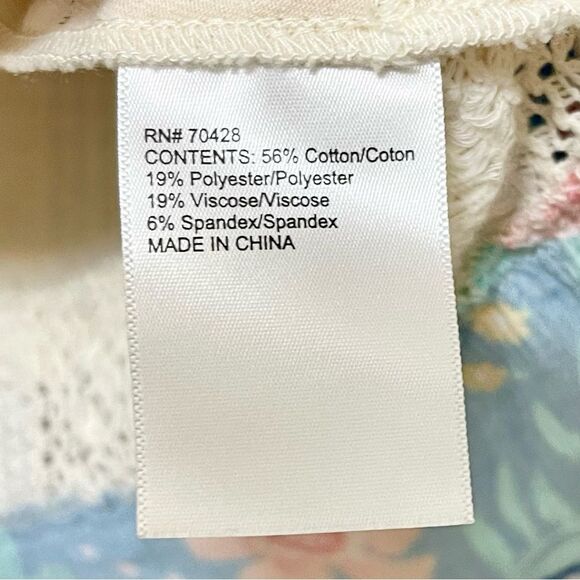 RN# 70428
CONTENTS: 56% Cotton/Coton
19% Polyester/Polyester
19% Viscose/Viscose
6% Spandex/Spandex
MADE IN CHINA